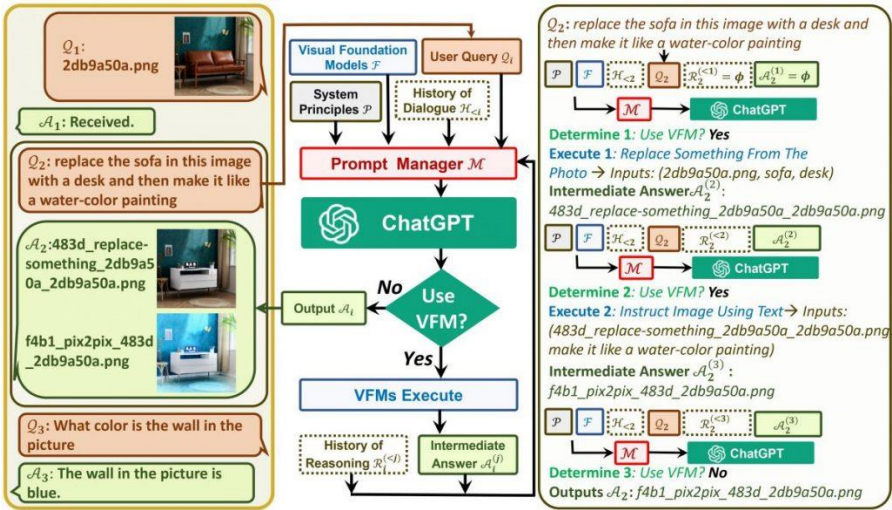 Q₁:
2db9a50a.png
A₁: Received.
Q₂: replace the sofa in this image
with a desk and then make it like
a water-color painting
A₂:483d_replace-
something_2db9a5
0a_2db9a50a.png
f4b1_pix2pix_483d
_2db9a50a.png
Q₃: What color is the wall in the
picture
A₃: The wall in the picture is
blue.
Visual Foundation
Models F
User Query Qᵢ
System
Principles P
History of
Dialogue H<ᵢ
Prompt Manager M
ChatGPT
Use
VFM?
No
Output Aᵢ
Yes
VFMs Execute
History of
Reasoning Rᵢ^(<j)
Intermediate
Answer Aᵢ^(j)
Q₂: replace the sofa in this image with a desk and
then make it like a water-color painting
P F H<2 Q₂ R₂^(<1) = ϕ A₂^(1) = ϕ
M ChatGPT
Determine 1: Use VFM? Yes
Execute 1: Replace Something From The
Photo → Inputs: (2db9a50a.png, sofa, desk)
Intermediate Answer A₂^(2):
483d_replace-something_2db9a50a_2db9a50a.png
P F H<2 Q₂ R₂^(<2) A₂^(2)
M ChatGPT
Determine 2: Use VFM? Yes
Execute 2: Instruct Image Using Text→ Inputs:
(483d_replace-something_2db9a50a_2db9a50a.png
make it like a water-color painting)
Intermediate Answer A₂^(3) :
f4b1_pix2pix_483d_2db9a50a.png
P F H<2 Q₂ R₂^(<3) A₂^(3)
M ChatGPT
Determine 3: Use VFM? No
Outputs A₂: f4b1_pix2pix_483d_2db9a50a.png